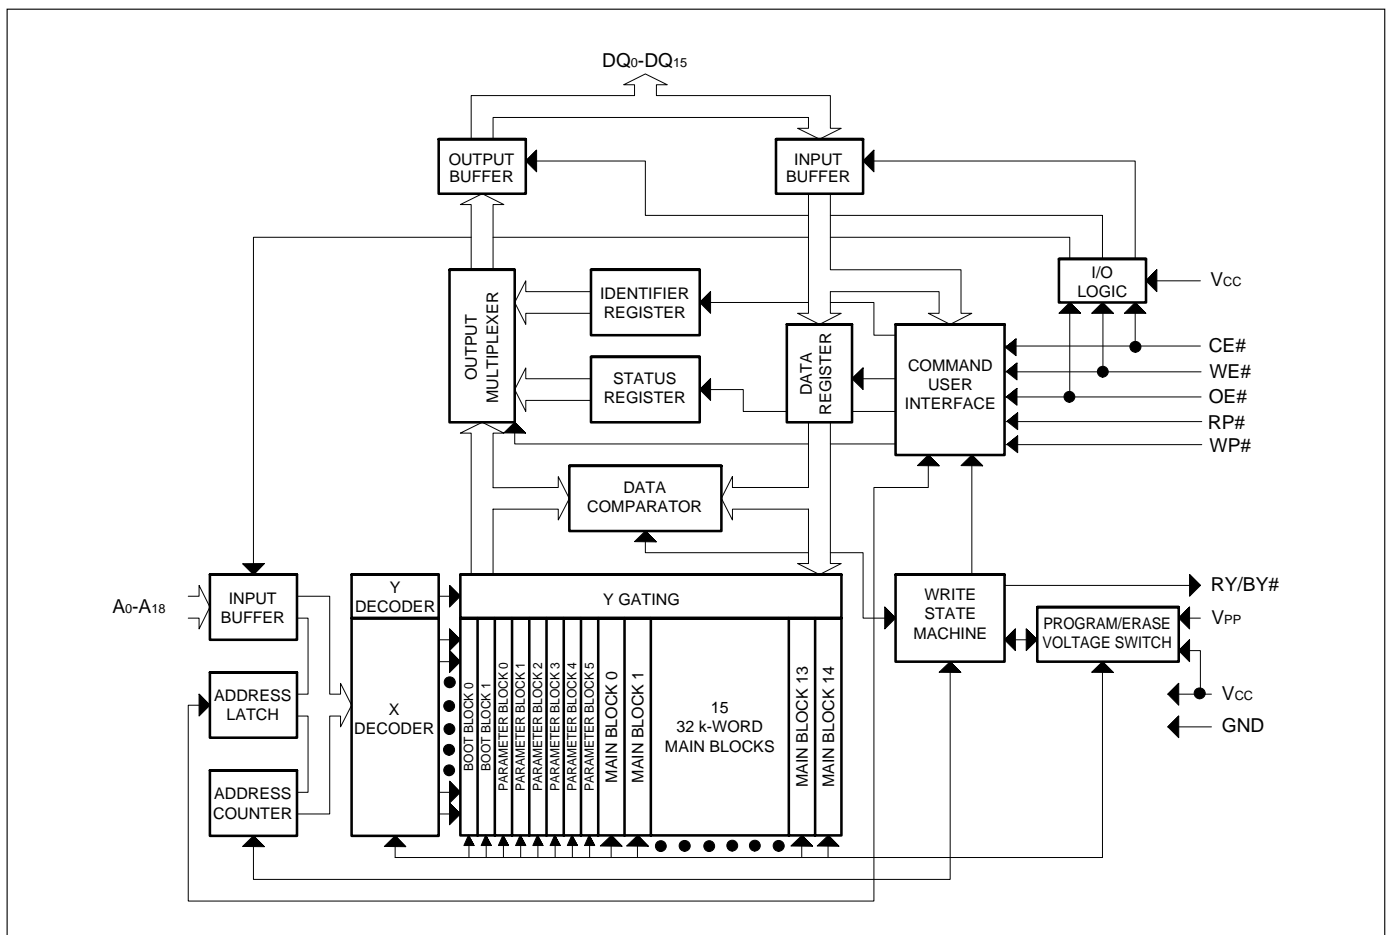 DQ0-DQ15
OUTPUT
BUFFER
INPUT
BUFFER
I/O
LOGIC
VCC
OUTPUT
MULTIPLEXER
IDENTIFIER
REGISTER
STATUS
REGISTER
DATA
REGISTER
COMMAND
USER
INTERFACE
CE#
WE#
OE#
RP#
WP#
DATA
COMPARATOR
A0-A18
INPUT
BUFFER
Y
DECODER
Y GATING
WRITE
STATE
MACHINE
RY/BY#
PROGRAM/ERASE
VOLTAGE SWITCH
VPP
VCC
GND
ADDRESS
LATCH
ADDRESS
COUNTER
X
DECODER
BOOT BLOCK 0
BOOT BLOCK 1
PARAMETER BLOCK 0
PARAMETER BLOCK 1
PARAMETER BLOCK 2
PARAMETER BLOCK 3
PARAMETER BLOCK 4
PARAMETER BLOCK 5
MAIN BLOCK 0
MAIN BLOCK 1
15
32 k-WORD
MAIN BLOCKS
MAIN BLOCK 13
MAIN BLOCK 14